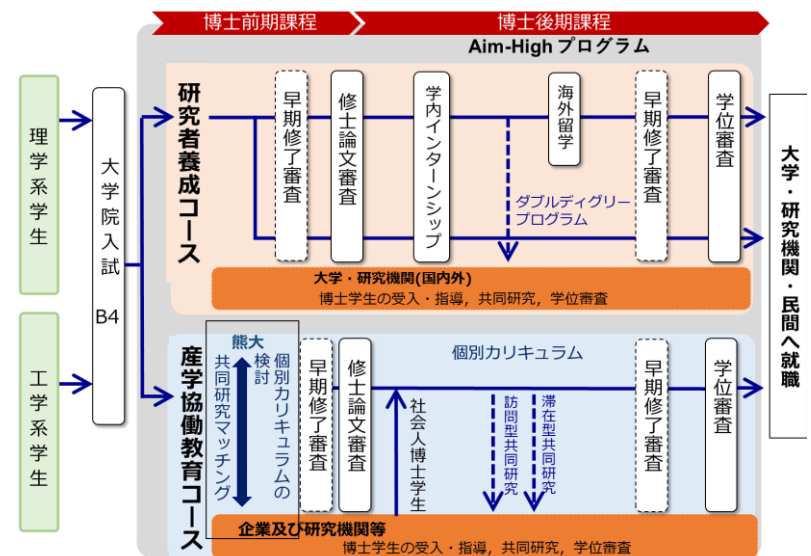 博士前期課程
博士後期課程
Aim-High プログラム
理学系学生
工学系学生
大学院入試
B4
研究者養成コース
早期修了審査
修士論文審査
学内インターンシップ
海外留学
早期修了審査
学位審査
ダブルディグリー
プログラム
大学・研究機関(国内外)
博士学生の受入・指導，共同研究，学位審査
産学協働教育コース
熊大
個別カリキュラムの
検討
共同研究マッチング
早期修了審査
修士論文審査
社会人博士学生
個別カリキュラム
訪問型共同研究
滞在型共同研究
早期修了審査
学位審査
企業及び研究機関等
博士学生の受入・指導，共同研究，学位審査
大学・研究機関・民間へ就職